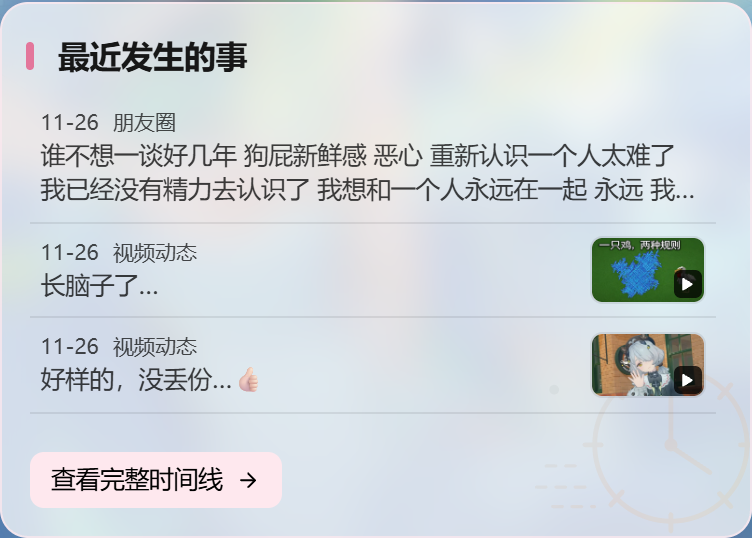 最近发生的事
11-26 朋友圈
谁不想一谈好几年 狗屁新鲜感 恶心 重新认识一个人太难了
我已经没有精力去认识了 我想和一个人永远在一起 永远 我...
11-26 视频动态
长脑子了...
一只鸡，两种规则
11-26 视频动态
好样的，没丢份...👍🏻
查看完整时间线 →